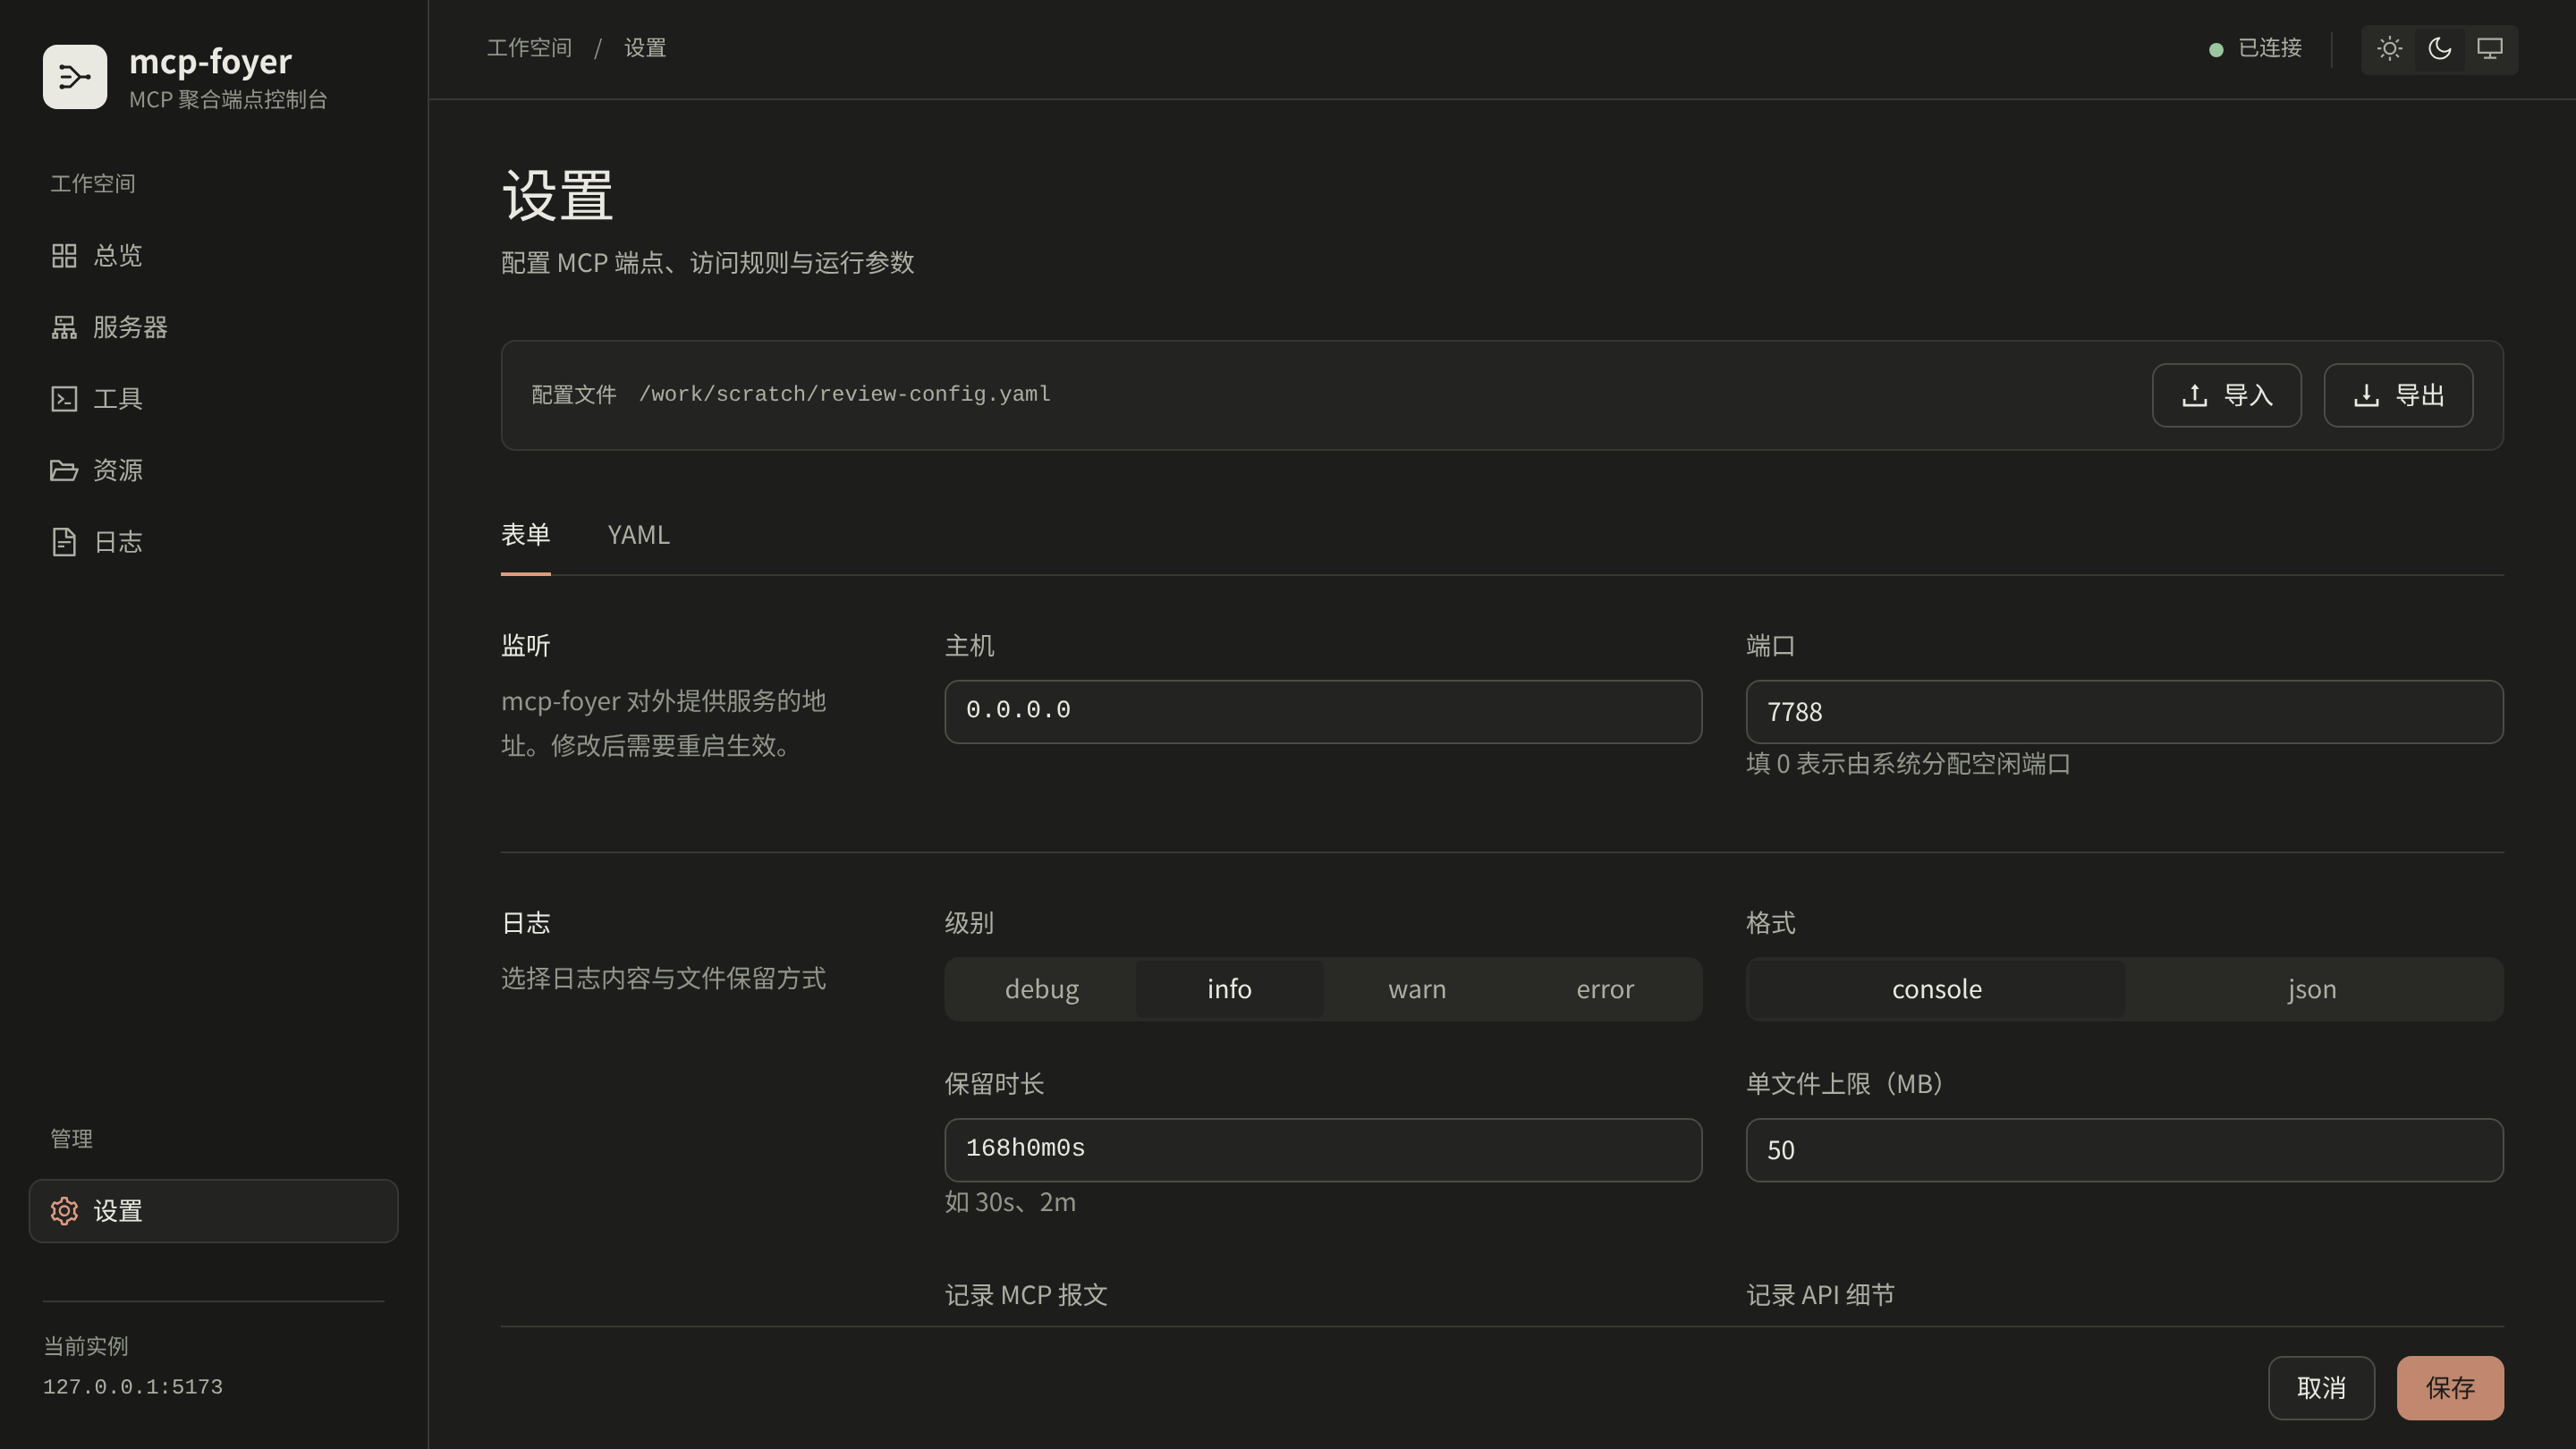 mcp-foyer
MCP 聚合端点控制台
工作空间
总览
服务器
工具
资源
日志
管理
设置
当前实例
127.0.0.1:5173
工作空间 / 设置
已连接
设置
配置 MCP 端点、访问规则与运行参数
配置文件 /work/scratch/review-config.yaml
导入
导出
表单 YAML
监听
mcp-foyer 对外提供服务的地
址。修改后需要重启生效。
主机
0.0.0.0
端口
7788
填 0 表示由系统分配空闲端口
日志
选择日志内容与文件保留方式
级别
debug info warn error
格式
console json
保留时长
168h0m0s
如 30s、2m
单文件上限（MB）
50
记录 MCP 报文
记录 API 细节
取消
保存